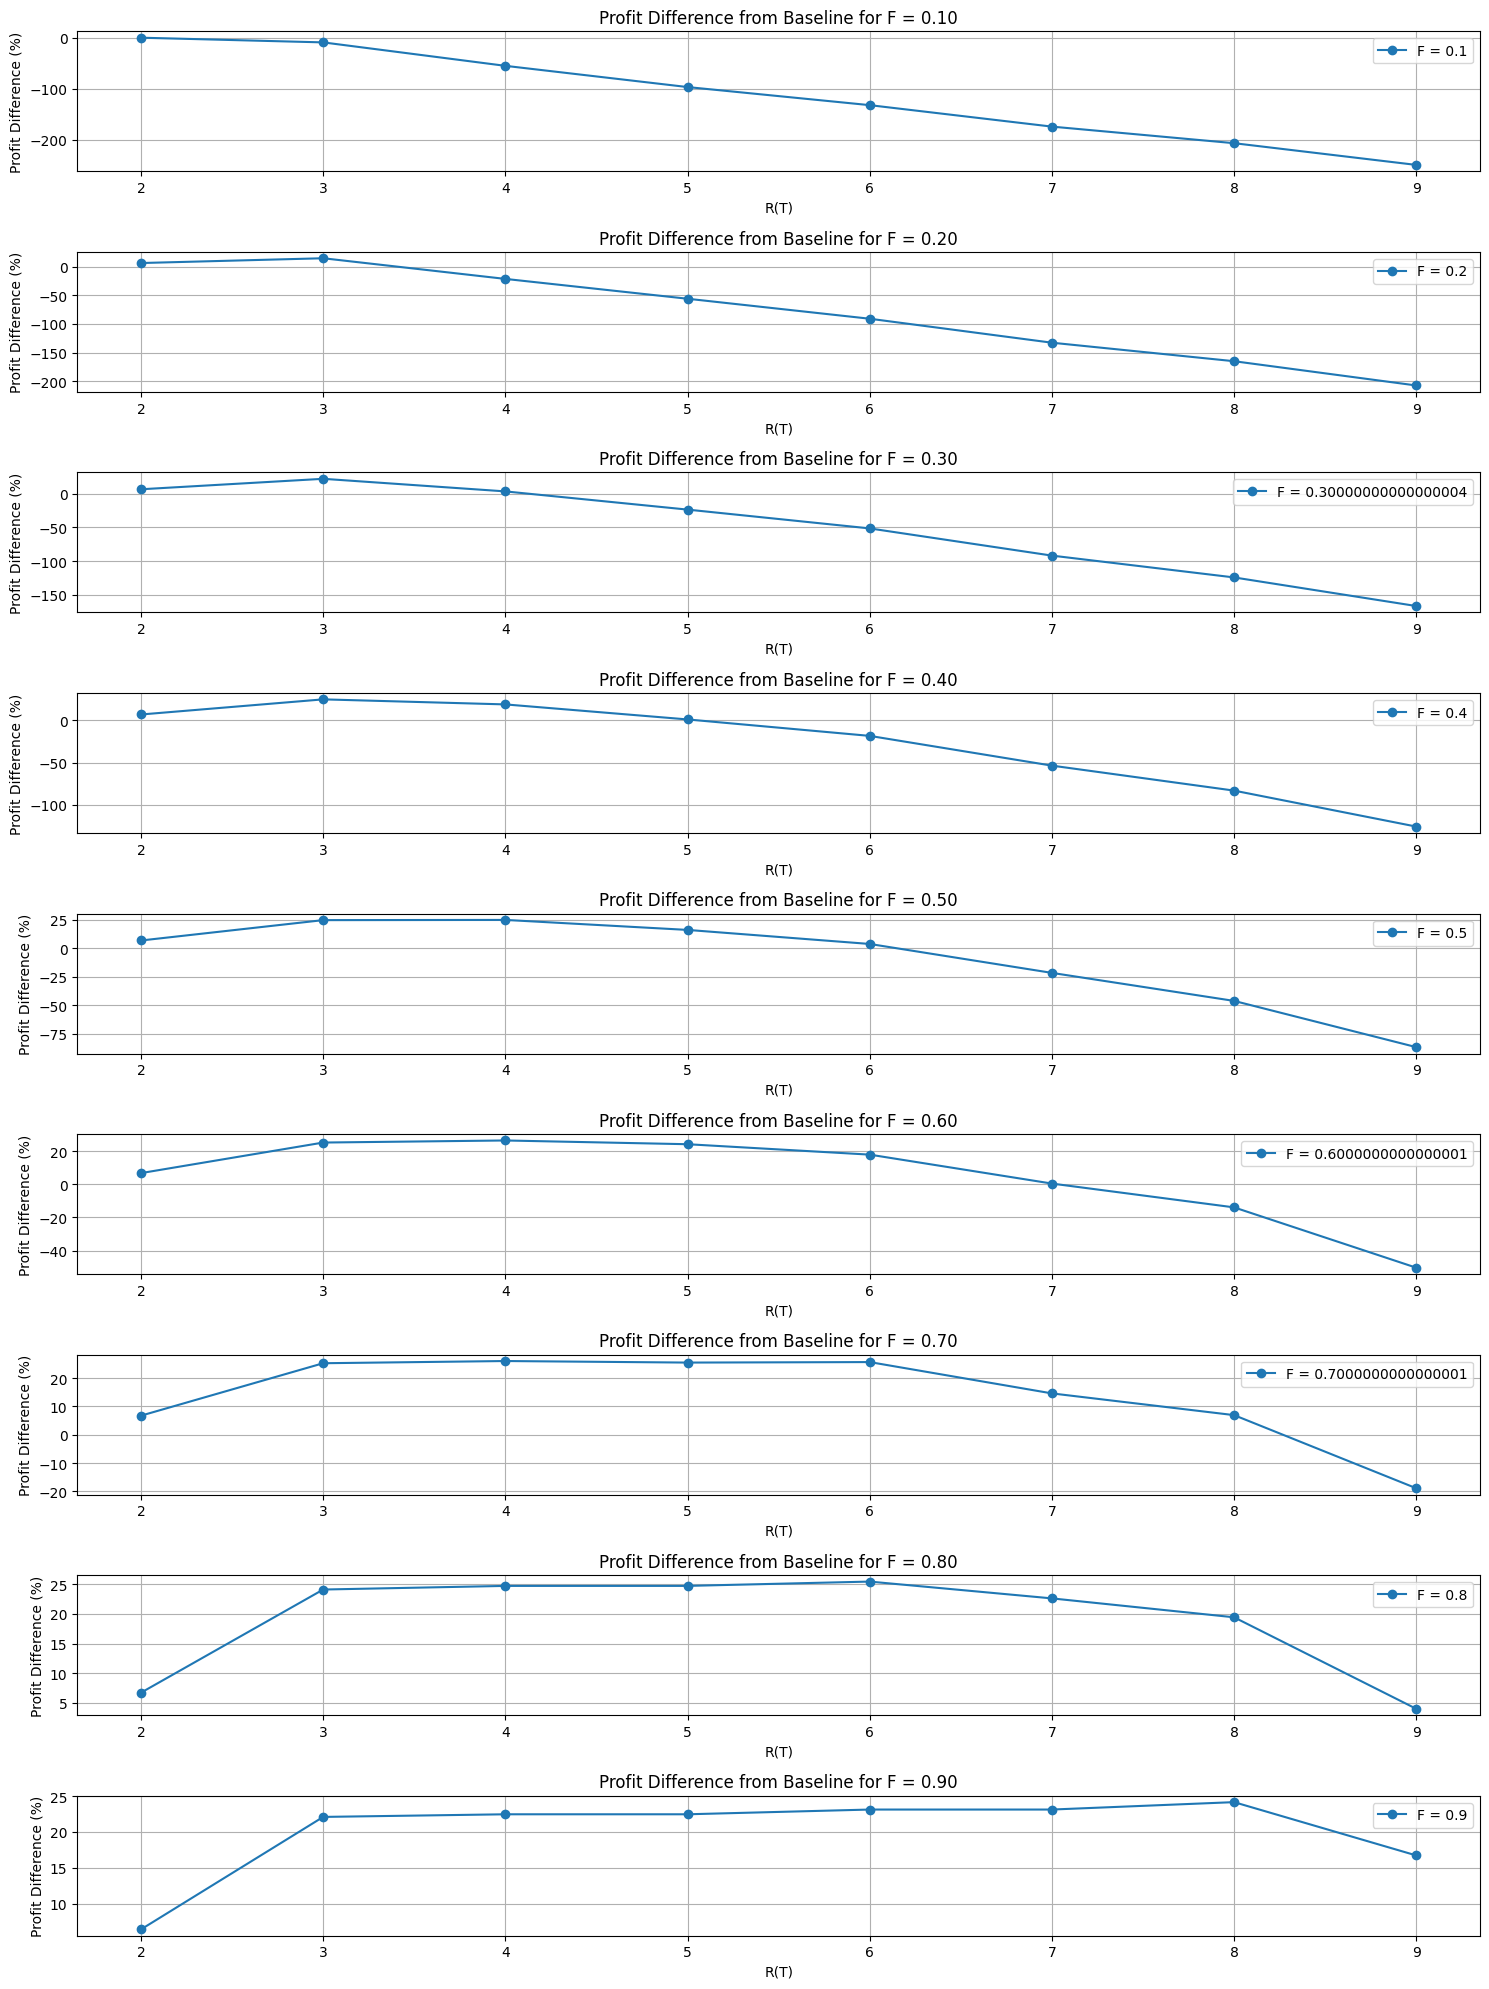 Profit Difference from Baseline for F = 0.10
Profit Difference (%)
0
−100
−200
F = 0.1
2 3 4 5 6 7 8 9
R(T)
Profit Difference from Baseline for F = 0.20
Profit Difference (%)
0
−50
−100
−150
−200
F = 0.2
2 3 4 5 6 7 8 9
R(T)
Profit Difference from Baseline for F = 0.30
Profit Difference (%)
0
−50
−100
−150
F = 0.30000000000000004
2 3 4 5 6 7 8 9
R(T)
Profit Difference from Baseline for F = 0.40
Profit Difference (%)
0
−50
−100
F = 0.4
2 3 4 5 6 7 8 9
R(T)
Profit Difference from Baseline for F = 0.50
Profit Difference (%)
25
0
−25
−50
−75
F = 0.5
2 3 4 5 6 7 8 9
R(T)
Profit Difference from Baseline for F = 0.60
Profit Difference (%)
20
0
−20
−40
F = 0.6000000000000001
2 3 4 5 6 7 8 9
R(T)
Profit Difference from Baseline for F = 0.70
Profit Difference (%)
20
10
0
−10
−20
F = 0.7000000000000001
2 3 4 5 6 7 8 9
R(T)
Profit Difference from Baseline for F = 0.80
Profit Difference (%)
25
20
15
10
5
F = 0.8
2 3 4 5 6 7 8 9
R(T)
Profit Difference from Baseline for F = 0.90
Profit Difference (%)
25
20
15
10
F = 0.9
2 3 4 5 6 7 8 9
R(T)